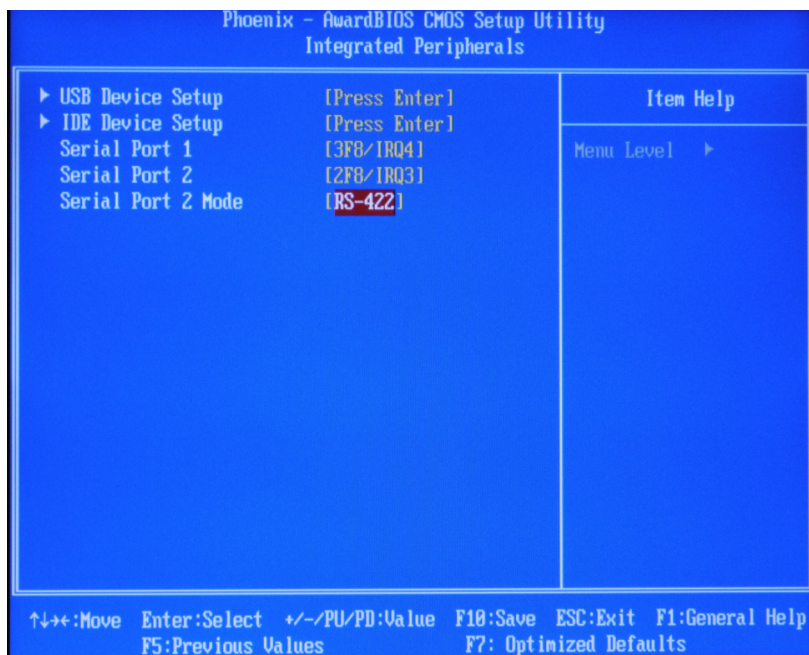 Phoenix - AwardBIOS CMOS Setup Utility
Integrated Peripherals
▶ USB Device Setup [Press Enter]
▶ IDE Device Setup [Press Enter]
Serial Port 1 [3F8/IRQ4]
Serial Port 2 [2F8/IRQ3]
Serial Port 2 Mode [RS-422]
Item Help
Menu Level ▶
↑↓→←:Move Enter:Select +/-/PU/PD:Value F10:Save ESC:Exit F1:General Help
F5:Previous Values F7: Optimized Defaults